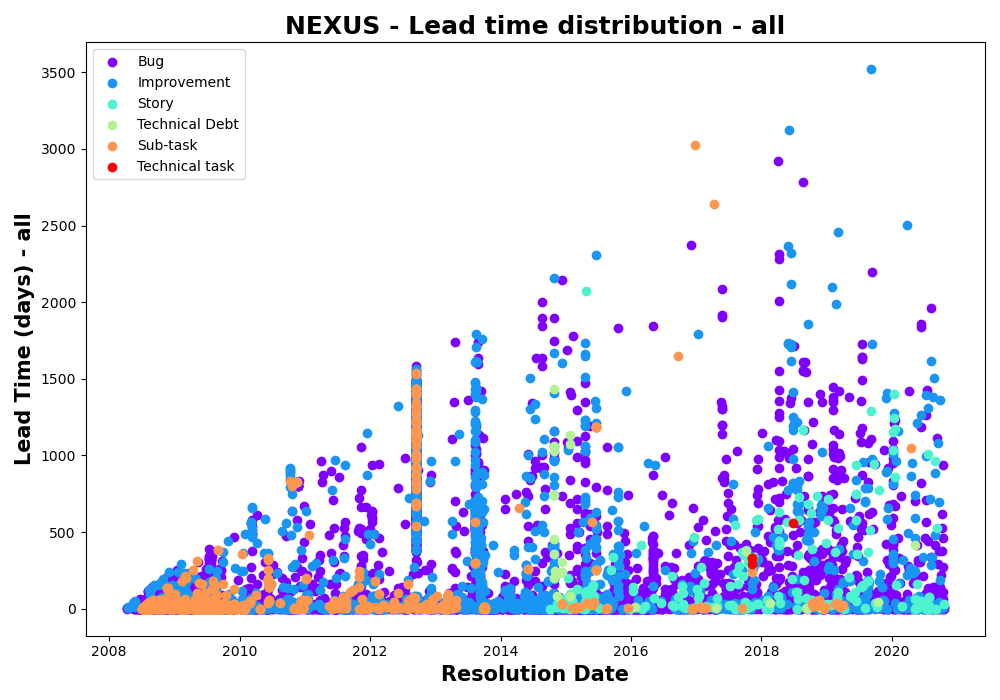 NEXUS - Lead time distribution - all
Bug
Improvement
Story
Technical Debt
Sub-task
Technical task
Lead Time (days) - all
3500
3000
2500
2000
1500
1000
500
0
2008 2010 2012 2014 2016 2018 2020
Resolution Date